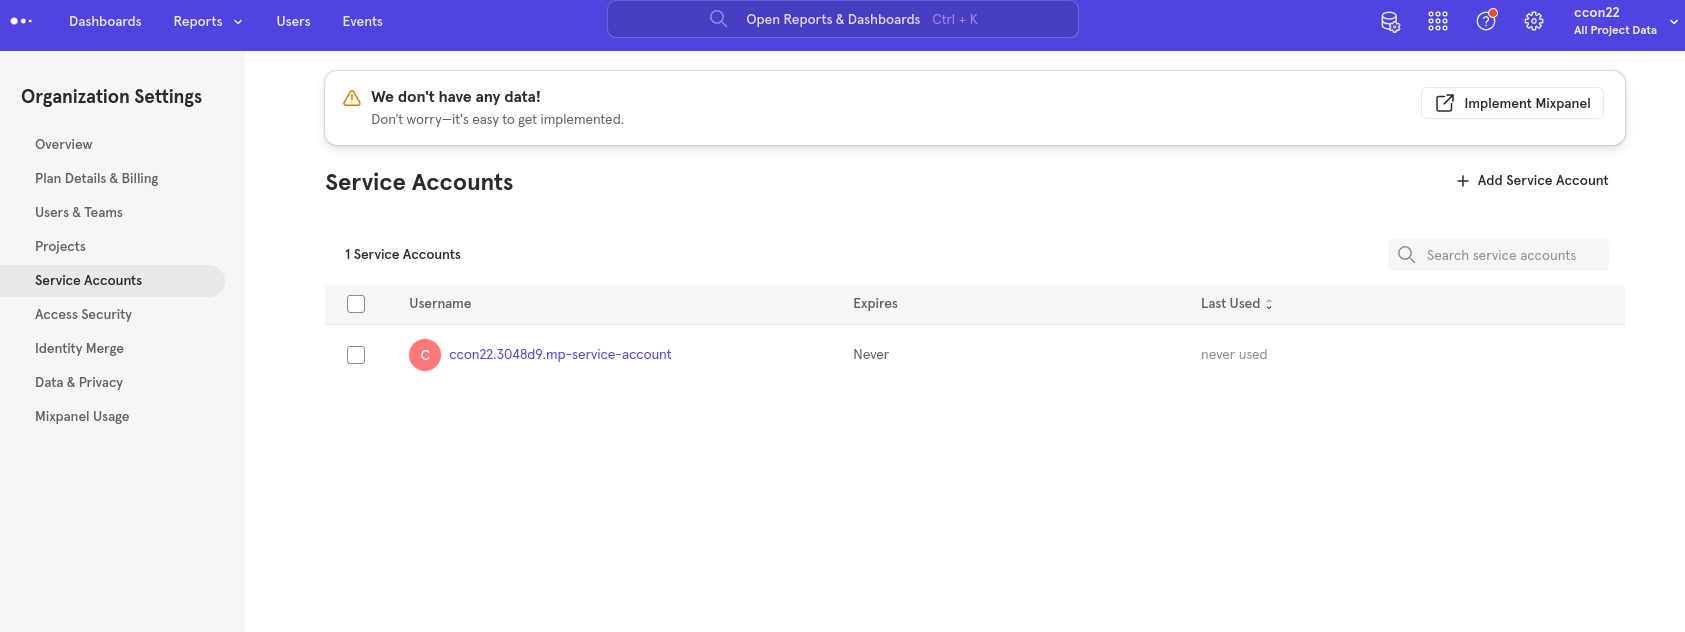 Dashboards Reports Users Events Open Reports & Dashboards Ctrl + K ccon22
All Project Data
Organization Settings
Overview
Plan Details & Billing
Users & Teams
Projects
Service Accounts
Access Security
Identity Merge
Data & Privacy
Mixpanel Usage
We don't have any data!
Don't worry—it's easy to get implemented.
Implement Mixpanel
Service Accounts
Add Service Account
1 Service Accounts
Search service accounts
Username Expires Last Used
C ccon22.3048d9.mp-service-account Never never used